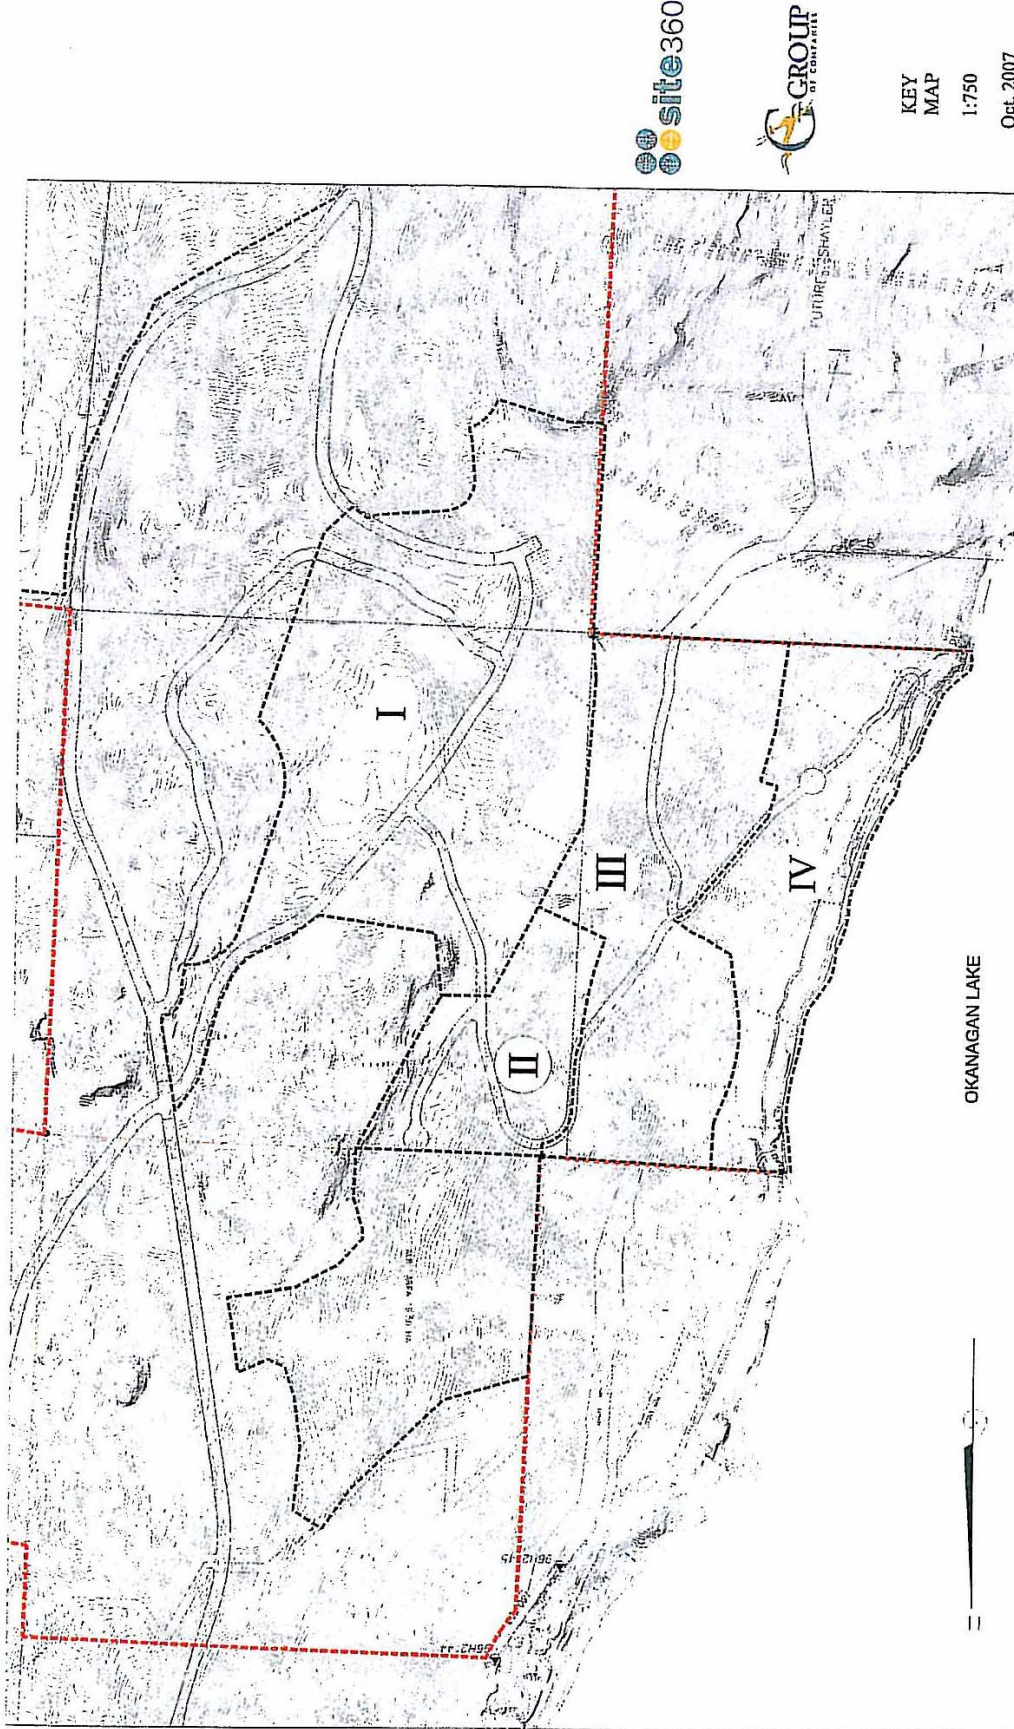 site360
GROUP
OF COMPANIES
KEY
MAP
1:750
Oct. 2007
I
II
III
IV
OKANAGAN LAKE